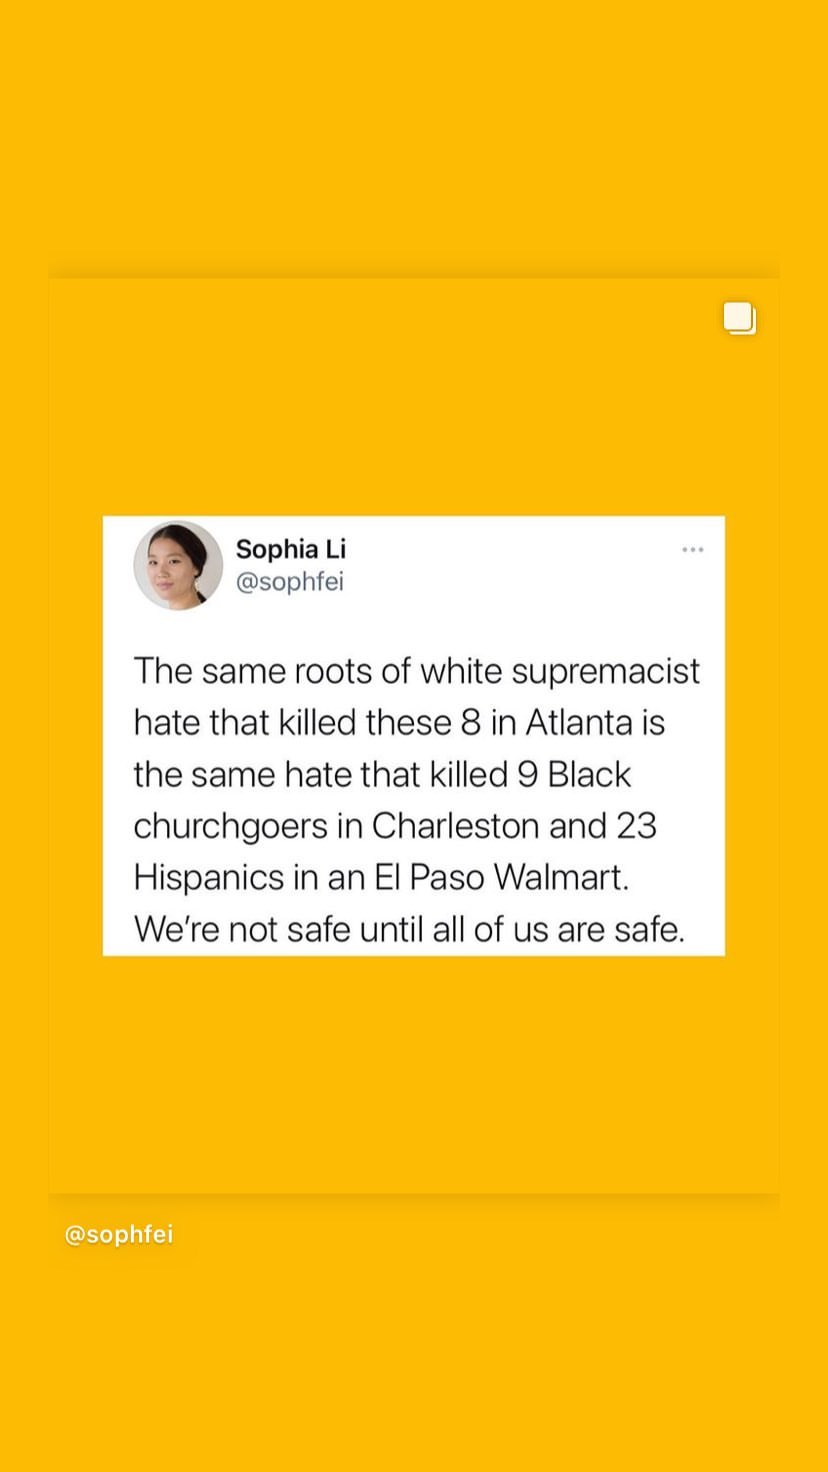 Sophia Li
@sophfei
The same roots of white supremacist
hate that killed these 8 in Atlanta is
the same hate that killed 9 Black
churchgoers in Charleston and 23
Hispanics in an El Paso Walmart.
We’re not safe until all of us are safe.
@sophfei